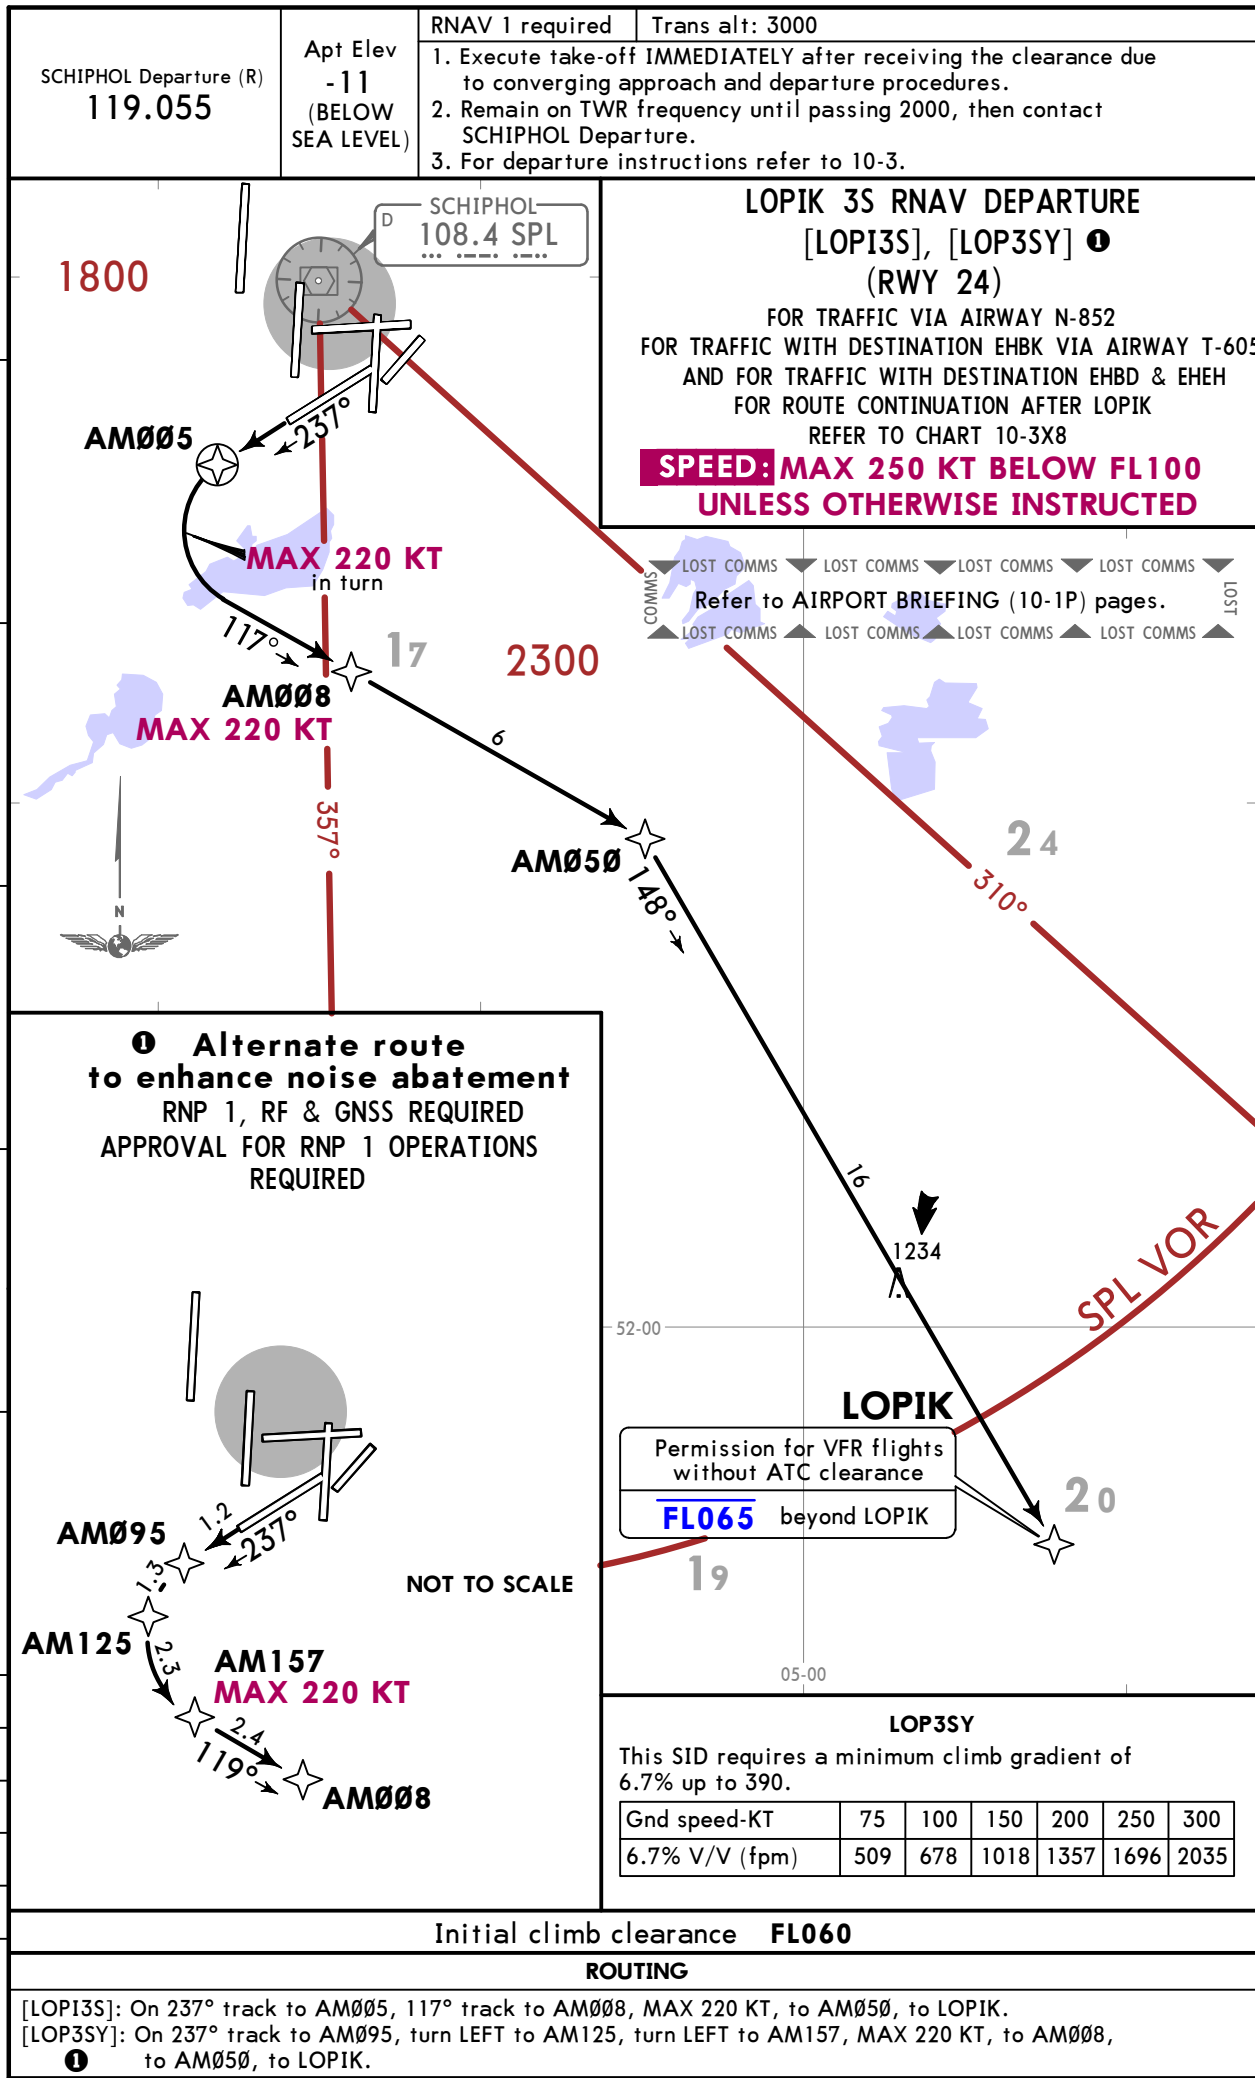 SCHIPHOL Departure (R)
119.055
Apt Elev
-11
(BELOW
SEA LEVEL)
RNAV 1 required
Trans alt: 3000
1. Execute take-off IMMEDIATELY after receiving the clearance due
to converging approach and departure procedures.
2. Remain on TWR frequency until passing 2000, then contact
SCHIPHOL Departure.
3. For departure instructions refer to 10-3.
LOPIK 3S RNAV DEPARTURE
[LOPI3S], [LOP3SY] ❶
(RWY 24)
FOR TRAFFIC VIA AIRWAY N-852
FOR TRAFFIC WITH DESTINATION EHBK VIA AIRWAY T-605
AND FOR TRAFFIC WITH DESTINATION EHBD & EHEH
FOR ROUTE CONTINUATION AFTER LOPIK
REFER TO CHART 10-3X8
SPEED: MAX 250 KT BELOW FL100
UNLESS OTHERWISE INSTRUCTED
SCHIPHOL
D
108.4 SPL
1800
237°
AMØØ5
MAX 220 KT
in turn
117°
17
AMØØ8
MAX 220 KT
2300
LOST COMMS LOST COMMS LOST COMMS LOST COMMS
COMMS
Refer to AIRPORT BRIEFING (10-1P) pages.
LOST
LOST COMMS LOST COMMS LOST COMMS LOST COMMS
6
357°
AMØ5Ø
148°
24
310°
N
16
1234
SPL VOR
52-00
LOPIK
Permission for VFR flights
without ATC clearance
FL065 beyond LOPIK
20
19
05-00
❶ Alternate route
to enhance noise abatement
RNP 1, RF & GNSS REQUIRED
APPROVAL FOR RNP 1 OPERATIONS
REQUIRED
1.2
237°
AMØ95
1.3
NOT TO SCALE
AM125
2.3
AM157
MAX 220 KT
2.4
119°
AMØØ8
LOP3SY
This SID requires a minimum climb gradient of
6.7% up to 390.
Gnd speed-KT 75 100 150 200 250 300
6.7% V/V (fpm) 509 678 1018 1357 1696 2035
Initial climb clearance FL060
ROUTING
[LOPI3S]: On 237° track to AMØØ5, 117° track to AMØØ8, MAX 220 KT, to AMØ5Ø, to LOPIK.
[LOP3SY]: On 237° track to AMØ95, turn LEFT to AM125, turn LEFT to AM157, MAX 220 KT, to AMØØ8,
❶ to AMØ5Ø, to LOPIK.